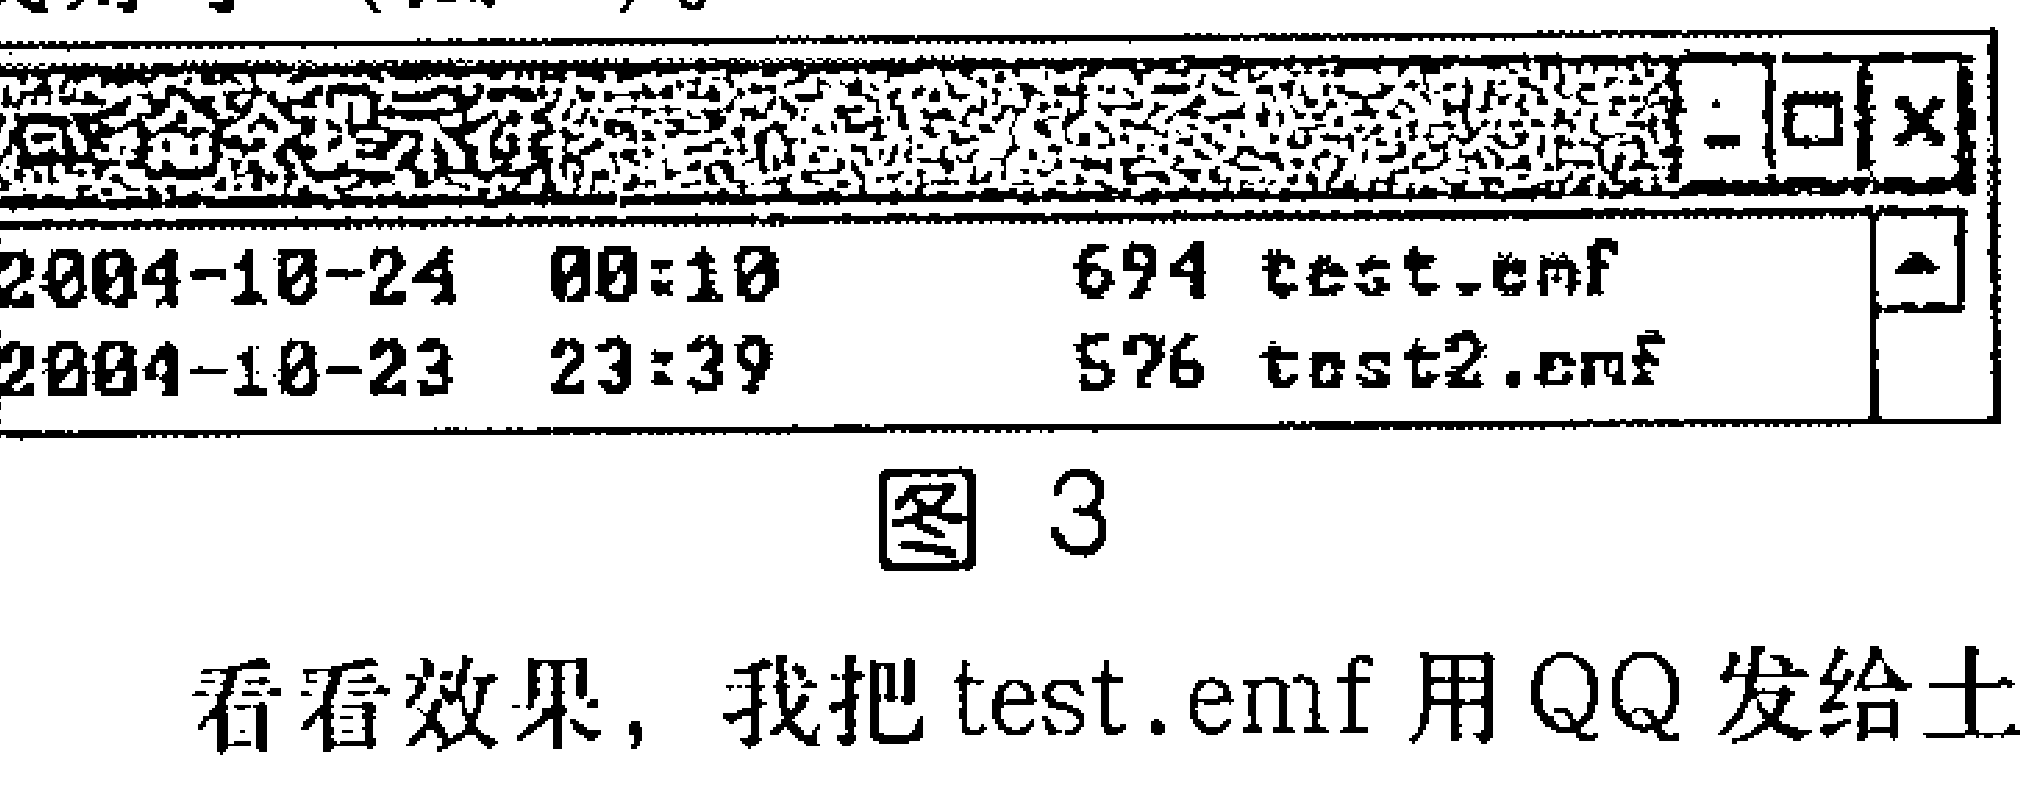 2004-10-24 00:10 694 test.emf
2004-10-23 23:39 576 test2.emf
图 3
看看效果，我把 test.emf 用 QQ 发给土